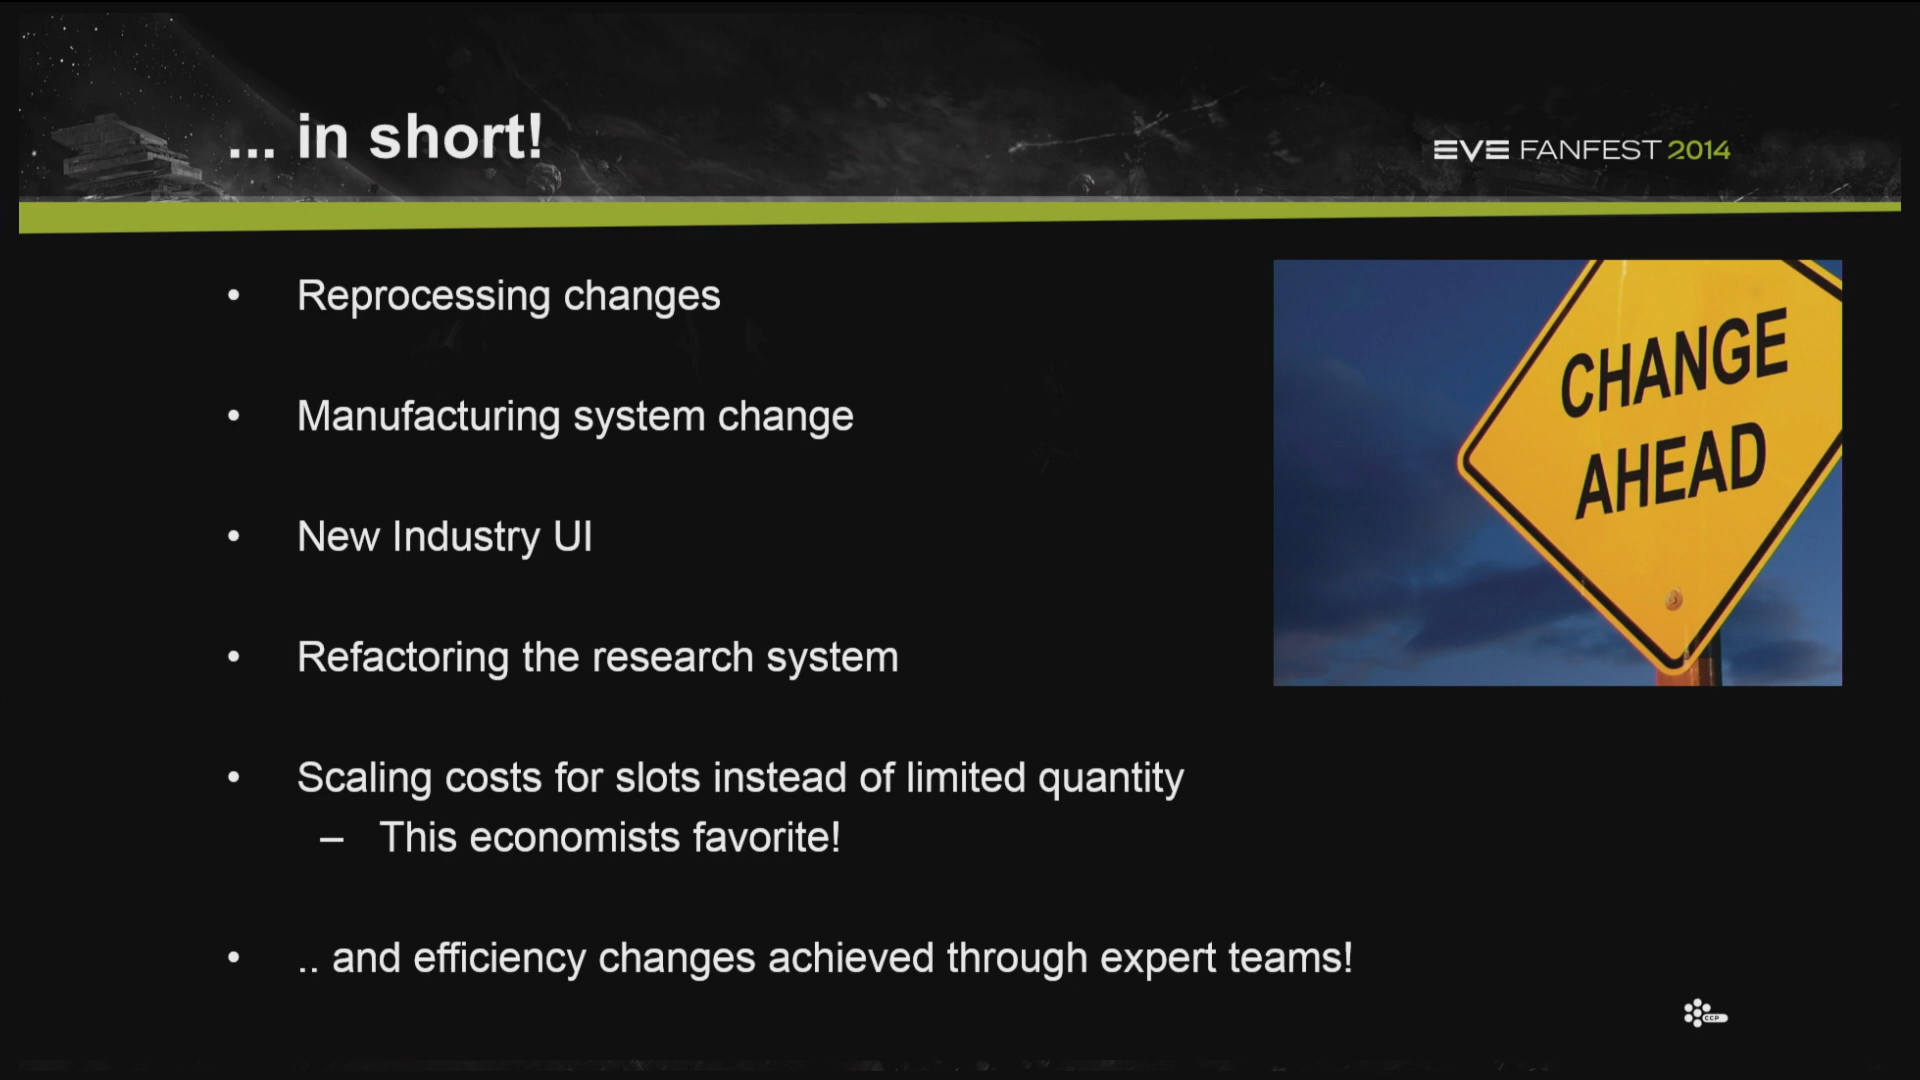 ... in short!
EVE FANFEST 2014
• Reprocessing changes
• Manufacturing system change
• New Industry UI
• Refactoring the research system
• Scaling costs for slots instead of limited quantity
– This economists favorite!
• .. and efficiency changes achieved through expert teams!
CHANGE
AHEAD
CCP